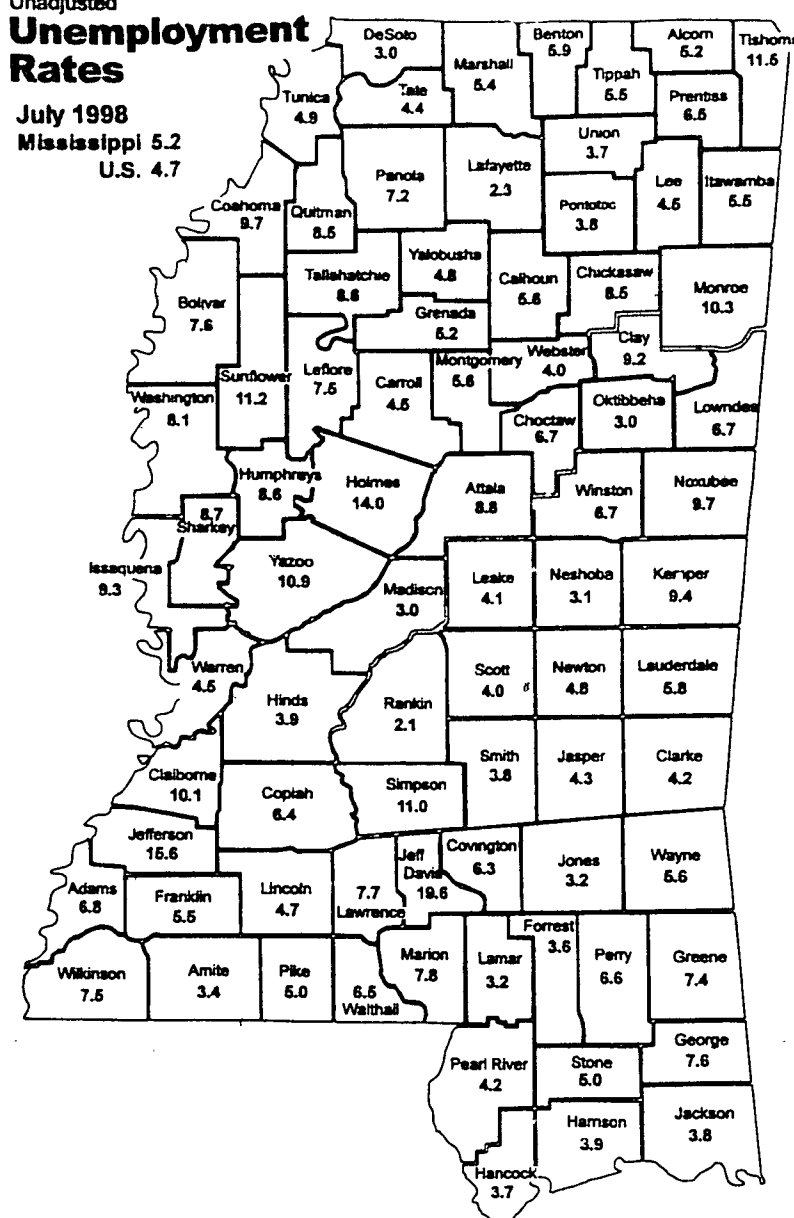 Unadjusted
Unemployment
Rates
July 1998
Mississippi 5.2
U.S. 4.7
DeSoto
3.0
Marshall
5.4
Benton
5.9
Tippah
5.5
Alcorn
5.2
Tishom
11.5
Prentiss
6.5
Tunica
4.9
Tate
4.4
Panola
7.2
Lafayette
2.3
Union
3.7
Pontotoc
3.8
Lee
4.5
Itawamba
5.5
Coahoma
9.7
Quitman
8.5
Tallahatchie
8.6
Yalobusha
4.8
Calhoun
5.6
Chickasaw
8.5
Monroe
10.3
Bolivar
7.6
Grenada
5.2
Sunflower
11.2
Leflore
7.5
Carroll
4.5
Montgomery
5.6
Webster
4.0
Clay
9.2
Washington
8.1
Choctaw
6.7
Oktibbeha
3.0
Lowndes
6.7
Humphreys
8.6
Holmes
14.0
Attala
8.8
Winston
6.7
Noxubee
9.7
8.7
Sharkey
Issaquena
9.3
Yazoo
10.9
Madison
3.0
Leake
4.1
Neshoba
3.1
Kemper
9.4
Warren
4.5
Hinds
3.9
Rankin
2.1
Scott
4.0
Newton
4.8
Lauderdale
5.8
Smith
3.8
Jasper
4.3
Clarke
4.2
Claiborne
10.1
Copiah
6.4
Simpson
11.0
Jefferson
15.6
Adams
6.8
Franklin
5.5
Lincoln
4.7
7.7
Lawrence
Jeff
Davis
19.6
Covington
6.3
Jones
3.2
Wayne
5.6
Wilkinson
7.5
Amite
3.4
Pike
5.0
6.5
Walthall
Marion
7.8
Lamar
3.2
Forrest
3.6
Perry
6.6
Greene
7.4
Pearl River
4.2
Stone
5.0
George
7.6
Harrison
3.9
Jackson
3.8
Hancock
3.7